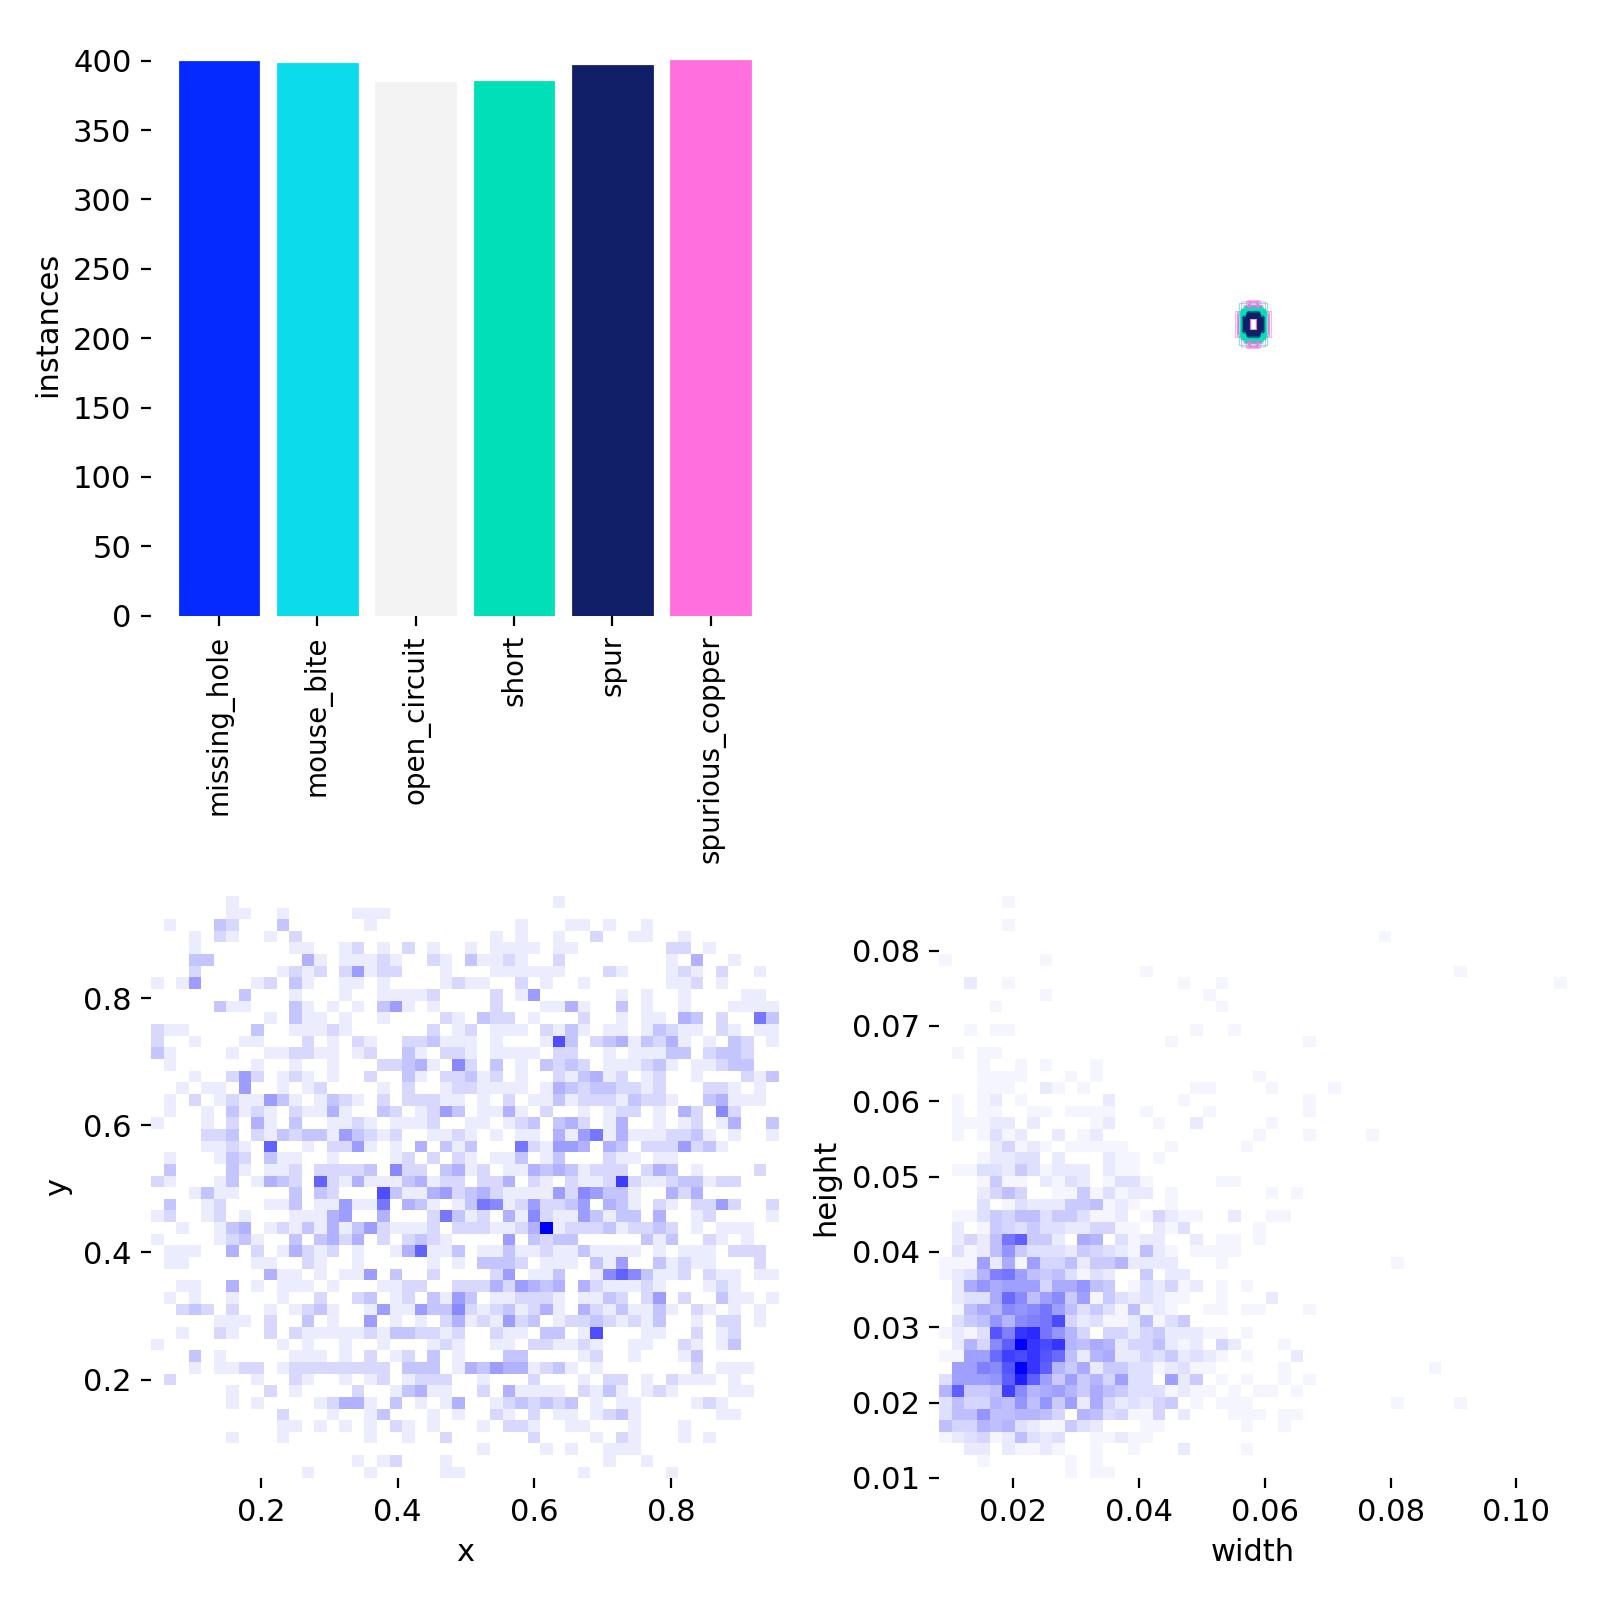 400
350
300
250
200
150
100
50
0
instances
missing_hole
mouse_bite
open_circuit
short
spur
spurious_copper
0.8
0.6
0.4
0.2
y
0.2 0.4 0.6 0.8
x
0.08
0.07
0.06
0.05
0.04
0.03
0.02
0.01
height
0.02 0.04 0.06 0.08 0.10
width